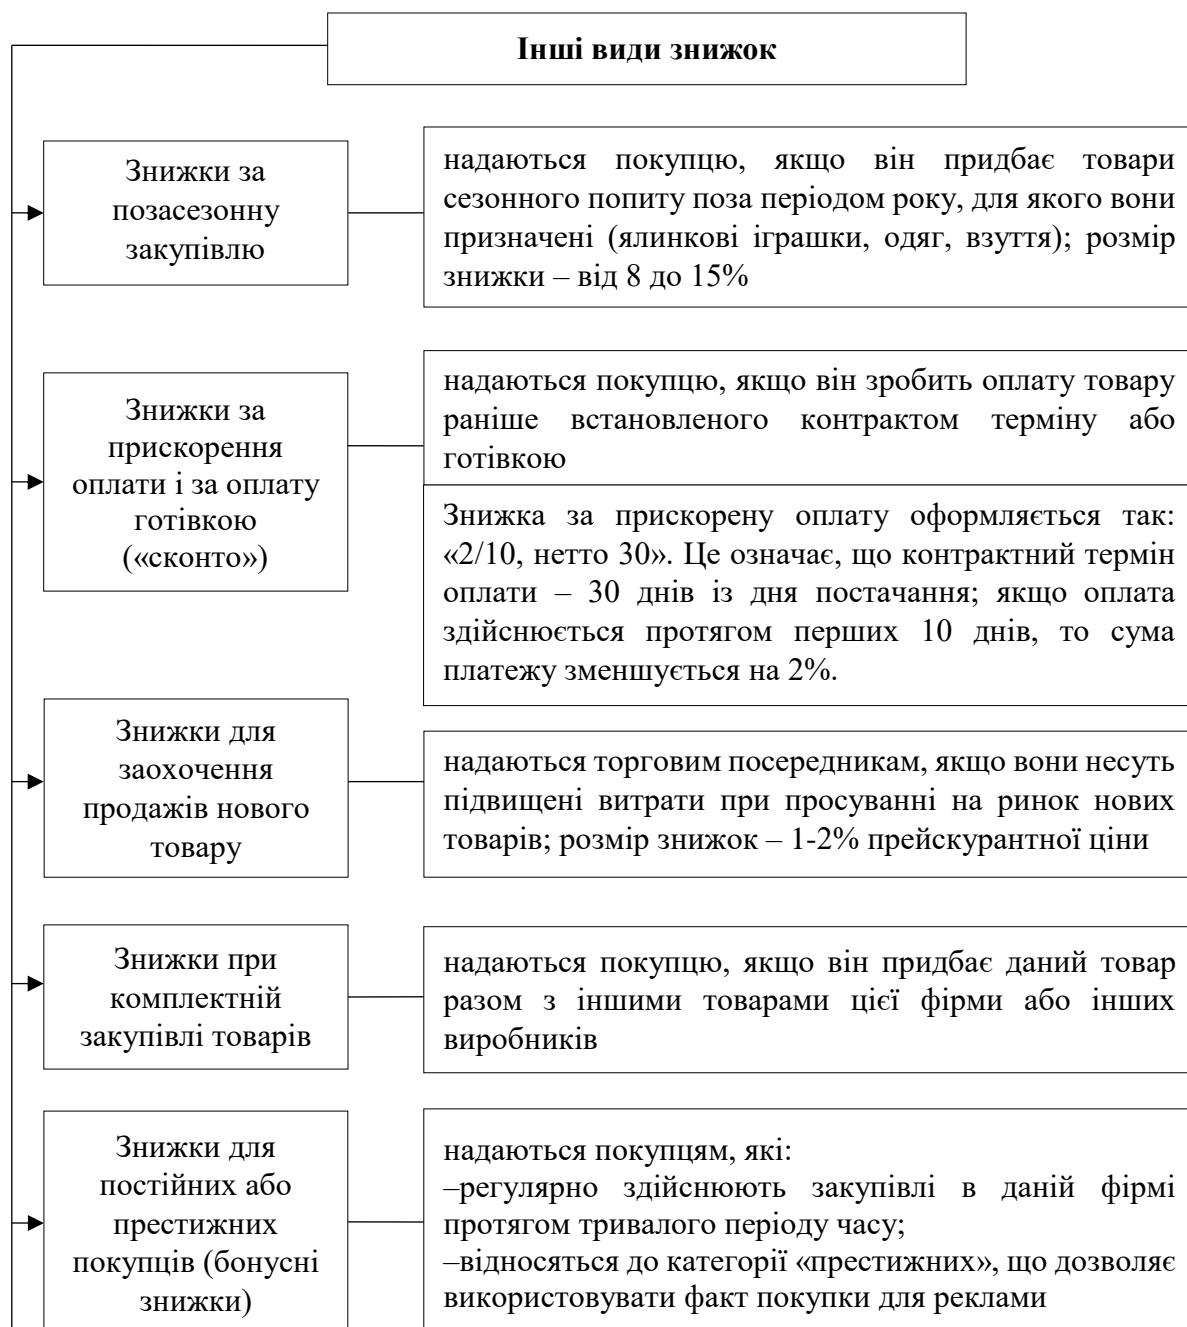 Інші види знижок
Знижки за
позасезонну
закупівлю
надаються покупцю, якщо він придбає товари
сезонного попиту поза періодом року, для якого вони
призначені (ялинкові іграшки, одяг, взуття); розмір
знижки – від 8 до 15%
Знижки за
прискорення
оплати і за оплату
готівкою
(«сконто»)
надаються покупцю, якщо він зробить оплату товару
раніше встановленого контрактом терміну або
готівкою
Знижка за прискорену оплату оформляється так:
«2/10, нетто 30». Це означає, що контрактний термін
оплати – 30 днів із дня постачання; якщо оплата
здійснюється протягом перших 10 днів, то сума
платежу зменшується на 2%.
Знижки для
заохочення
продажів нового
товару
надаються торговим посередникам, якщо вони несуть
підвищені витрати при просуванні на ринок нових
товарів; розмір знижок – 1-2% прейскурантної ціни
Знижки при
комплектній
закупівлі товарів
надаються покупцю, якщо він придбає даний товар
разом з іншими товарами цієї фірми або інших
виробників
Знижки для
постійних або
престижних
покупців (бонусні
знижки)
надаються покупцям, які:
–регулярно здійснюють закупівлі в даній фірмі
протягом тривалого періоду часу;
–відносяться до категорії «престижних», що дозволяє
використовувати факт покупки для реклами